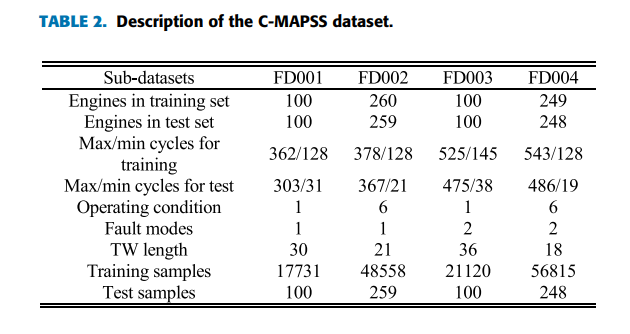 TABLE 2. Description of the C-MAPSS dataset.
Sub-datasets FD001 FD002 FD003 FD004
Engines in training set 100 260 100 249
Engines in test set 100 259 100 248
Max/min cycles for
training 362/128 378/128 525/145 543/128
Max/min cycles for test 303/31 367/21 475/38 486/19
Operating condition 1 6 1 6
Fault modes 1 1 2 2
TW length 30 21 36 18
Training samples 17731 48558 21120 56815
Test samples 100 259 100 248